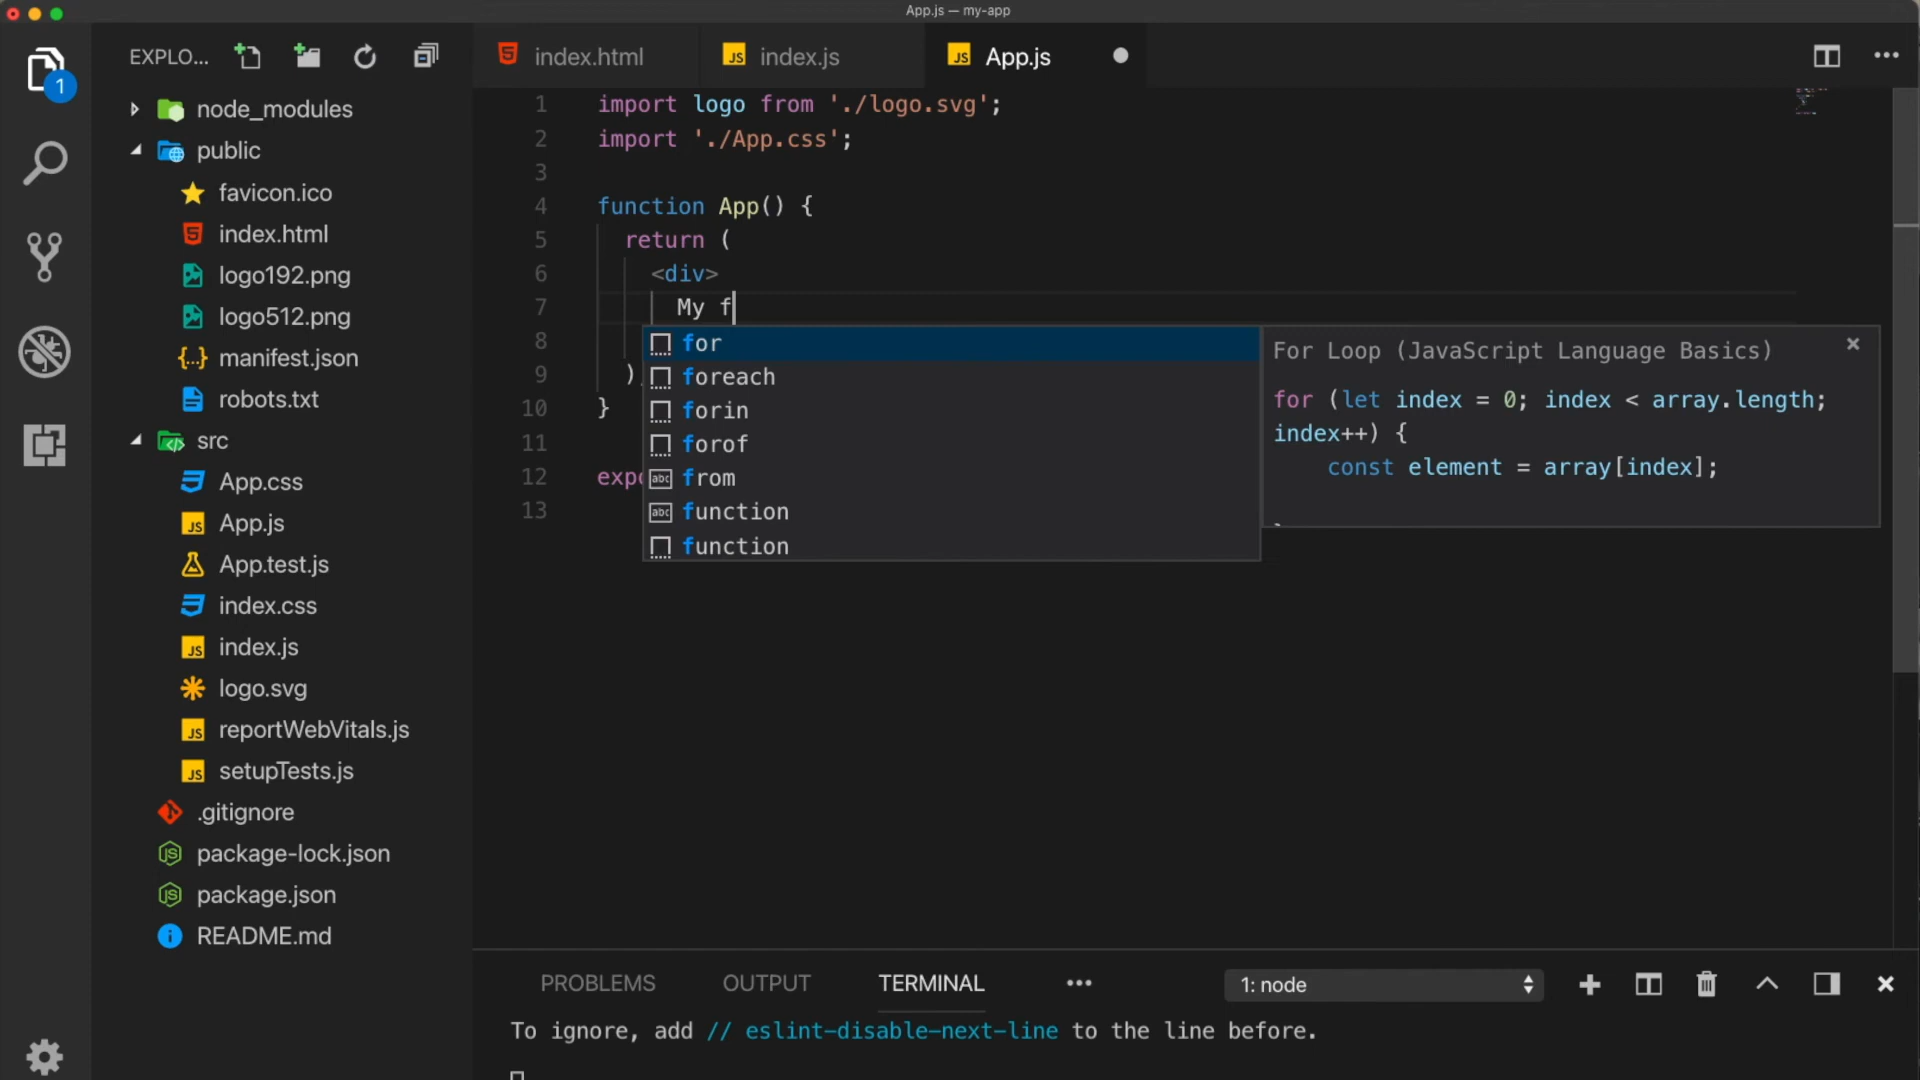 App.js — my-app
EXPLO...
index.html
index.js
App.js
1
node_modules
public
favicon.ico
index.html
logo192.png
logo512.png
manifest.json
robots.txt
src
App.css
App.js
App.test.js
index.css
index.js
logo.svg
reportWebVitals.js
setupTests.js
.gitignore
package-lock.json
package.json
README.md
1 import logo from './logo.svg';
2 import './App.css';
3
4 function App() {
5 return (
6 <div>
7 My f
8
9 )
10 }
11
12 expo
13
for
foreach
forin
forof
from
function
function
For Loop (JavaScript Language Basics)
for (let index = 0; index < array.length;
index++) {
const element = array[index];
PROBLEMS
OUTPUT
TERMINAL
1: node
To ignore, add // eslint-disable-next-line to the line before.